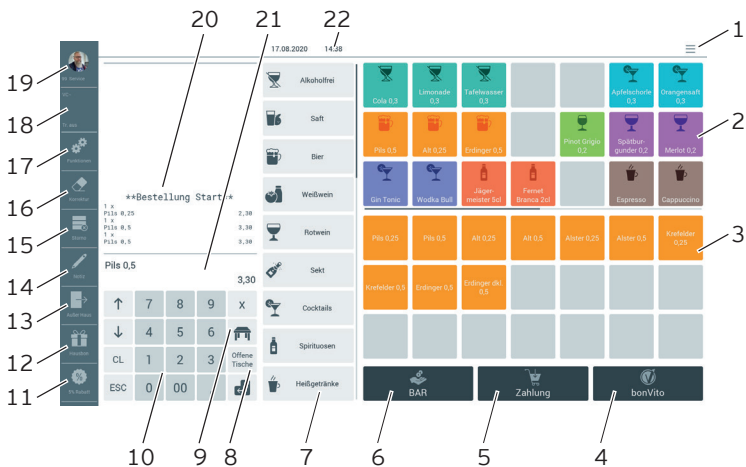 20
21
22
1
17.08.2020
14:38
19
18
17
Funktionen
16
Korrektur
15
Storno
14
13
Außer Haus
12
11
5% Rabatt
**Bestellung Start**
1 x
Pils 0,25 2,30
1 x
Pils 0,5 3,30
1 x
Pils 0,5 3,30
Pils 0,5
3,30
↑ 7 8 9 X
↓ 4 5 6
CL 1 2 3 Offene Tische
ESC 0 00
Alkoholfrei
Saft
Bier
Weißwein
Rotwein
Sekt
Cocktails
Spirituosen
Heißgetränke
Cola 0,3
Limonade 0,3
Tafelwasser 0,3
Apfelschorle 0,3
Orangensaft 0,3
Pils 0,5
Alt 0,25
Erdinger 0,5
Pinot Grigio 0,2
Spätbur-
gunder 0,2
Merlot 0,2
2
Gin Tonic
Wodka Bull
Jäger-
meister 5cl
Fernet
Branca 2cl
Espresso
Cappuccino
Pils 0,25
Pils 0,5
Alt 0,25
Alt 0,5
Alster 0,25
Alster 0,5
Krefelder 0,25
3
Krefelder 0,5
Erdinger 0,5
Erdinger dkl. 0,5
BAR
Zahlung
bonVito
10
9
8
7
6
5
4